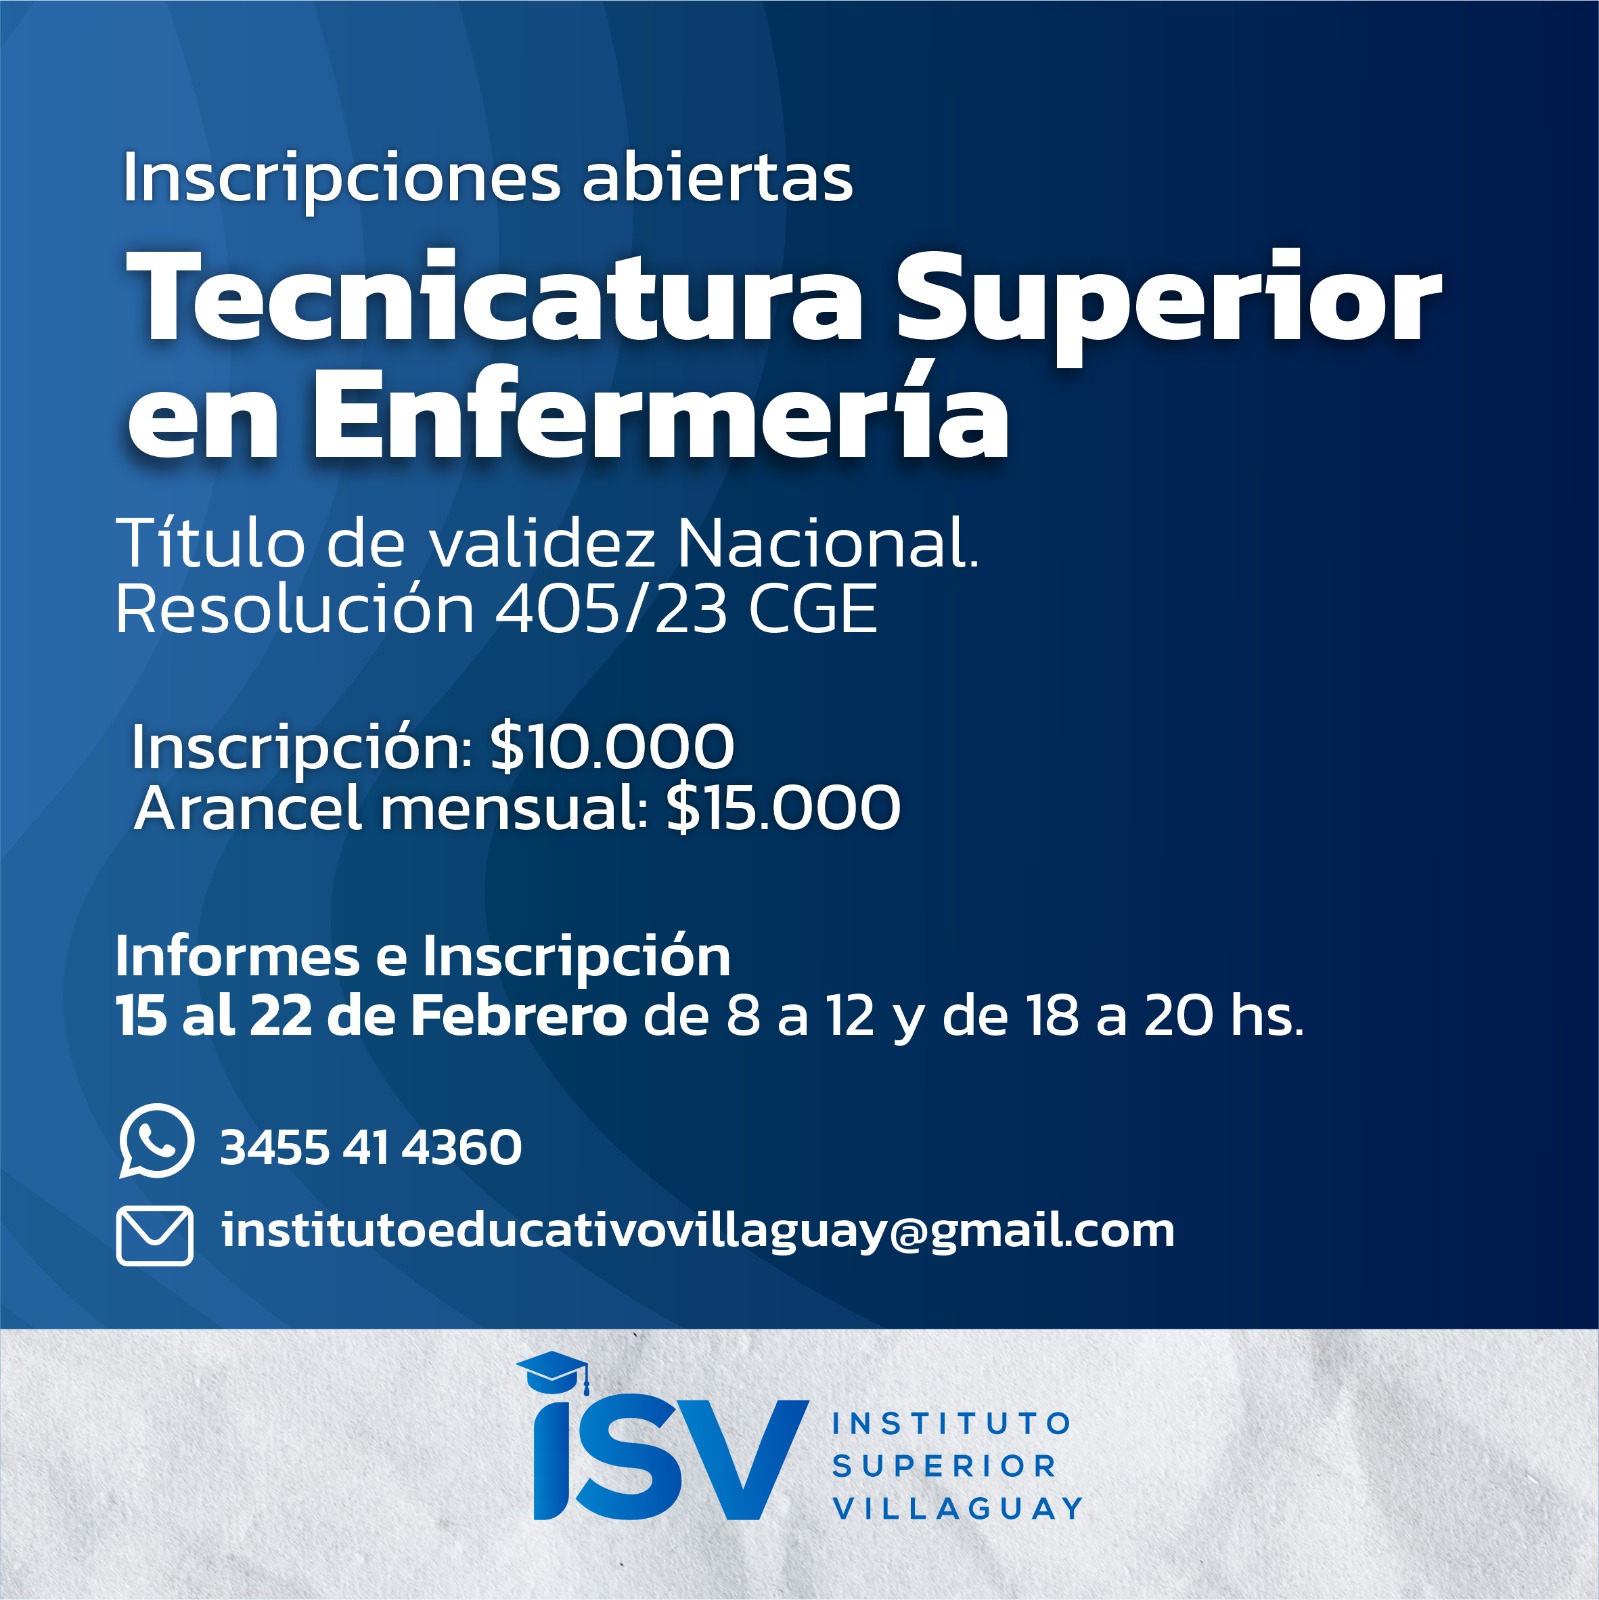 Inscripciones abiertas
Tecnicatura Superior
en Enfermería
Título de validez Nacional.
Resolución 405/23 CGE
Inscripción: $10.000
Arancel mensual: $15.000
Informes e Inscripción
15 al 22 de Febrero de 8 a 12 y de 18 a 20 hs.
3455 41 4360
institutoeducativovillaguay@gmail.com
iSV
INSTITUTO
SUPERIOR
VILLAGUAY